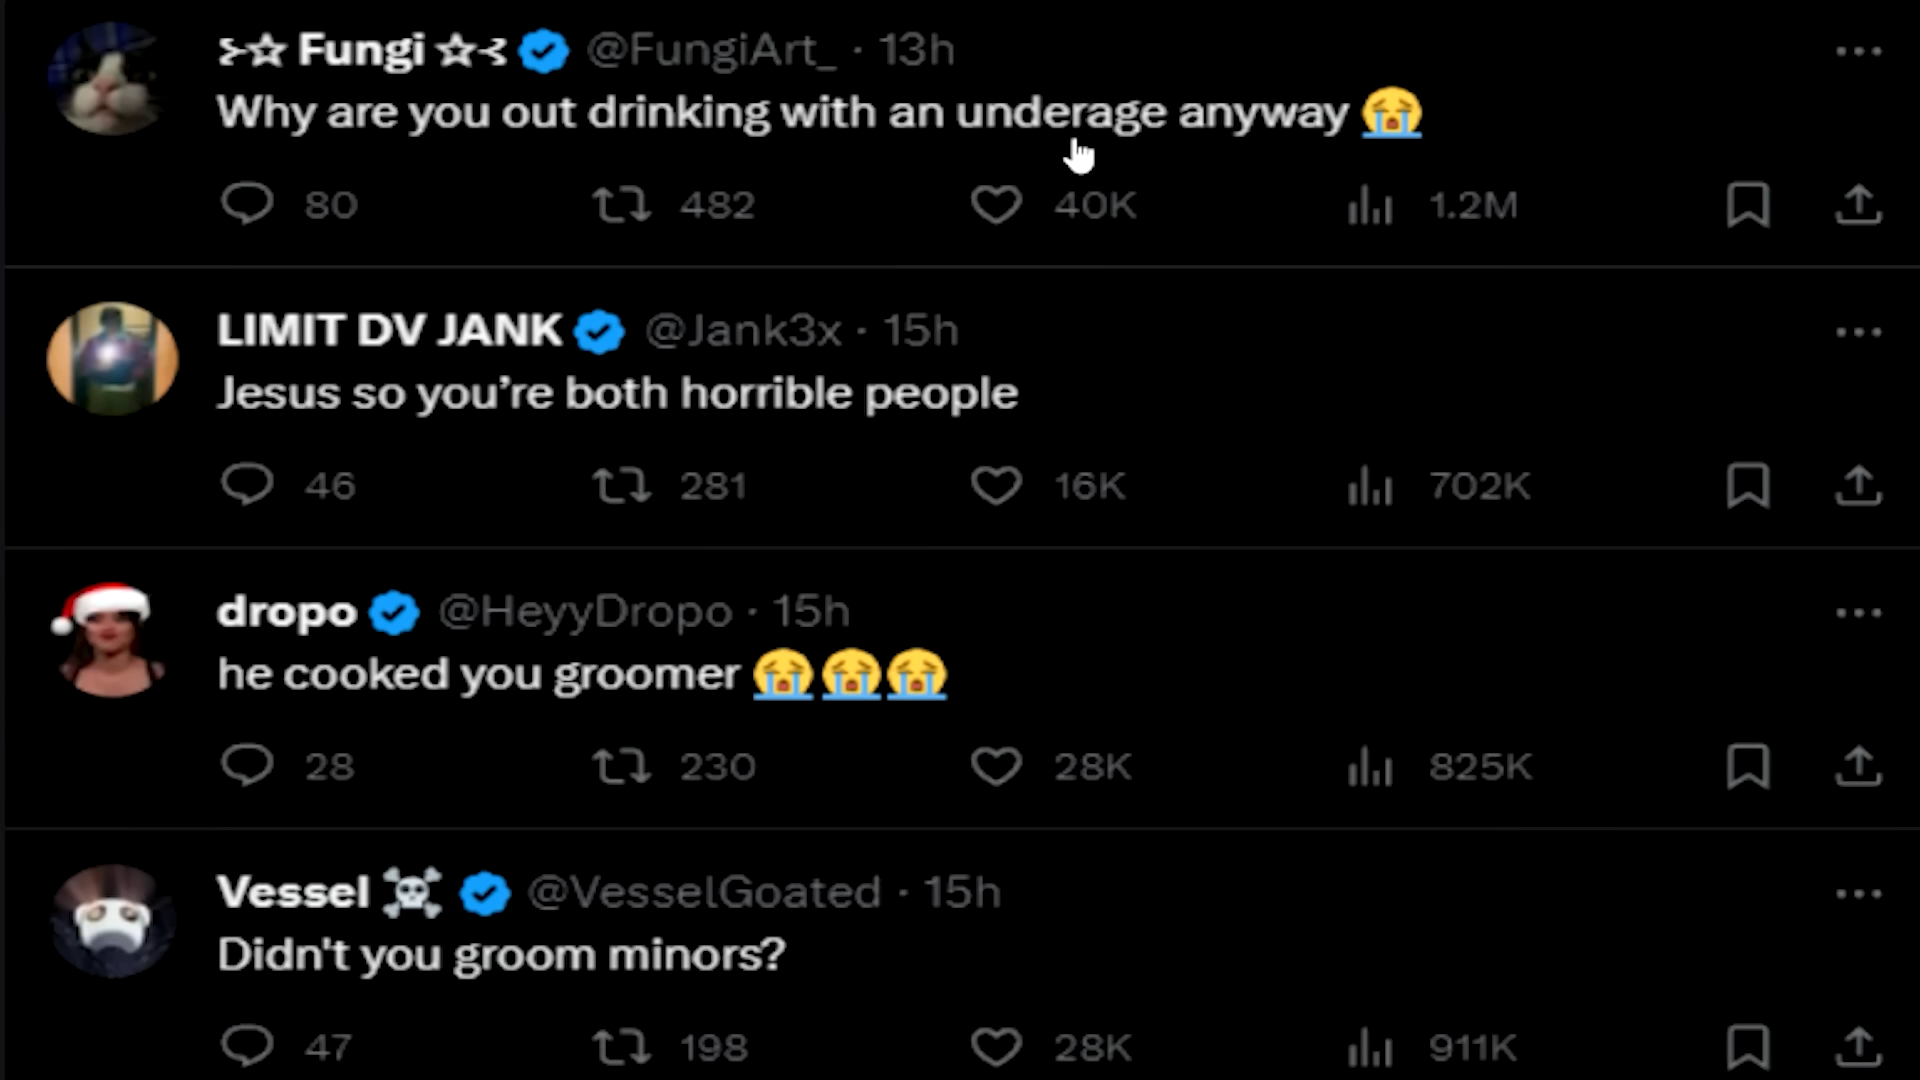 ⊱☆ Fungi ☆⊰ @FungiArt_ · 13h
Why are you out drinking with an underage anyway 😭
80 482 40K 1.2M
LIMIT DV JANK @Jank3x · 15h
Jesus so you’re both horrible people
46 281 16K 702K
dropo @HeyyDropo · 15h
he cooked you groomer 😭😭😭
28 230 28K 825K
Vessel ☠️ @VesselGoated · 15h
Didn't you groom minors?
47 198 28K 911K